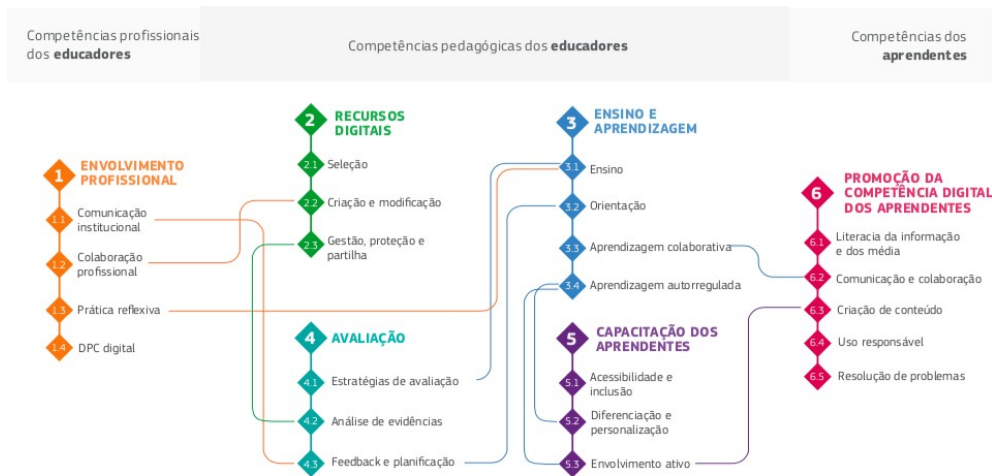 Competências profissionais
dos educadores
Competências pedagógicas dos educadores
Competências dos
aprendentes
1
ENVOLVIMENTO
PROFISSIONAL
1.1
Comunicação
institucional
1.2
Colaboração
profissional
1.3
Prática reflexiva
1.4
DPC digital
2
RECURSOS
DIGITAIS
2.1
Seleção
2.2
Criação e modificação
2.3
Gestão, proteção e
partilha
3
ENSINO E
APRENDIZAGEM
3.1
Ensino
3.2
Orientação
3.3
Aprendizagem colaborativa
3.4
Aprendizagem autorregulada
4
AVALIAÇÃO
4.1
Estratégias de avaliação
4.2
Análise de evidências
4.3
Feedback e planificação
5
CAPACITAÇÃO DOS
APRENDENTES
5.1
Acessibilidade e
inclusão
5.2
Diferenciação e
personalização
5.3
Envolvimento ativo
6
PROMOÇÃO DA
COMPETÊNCIA DIGITAL
DOS APRENDENTES
6.1
Literacia da informação
e dos média
6.2
Comunicação e colaboração
6.3
Criação de conteúdo
6.4
Uso responsável
6.5
Resolução de problemas